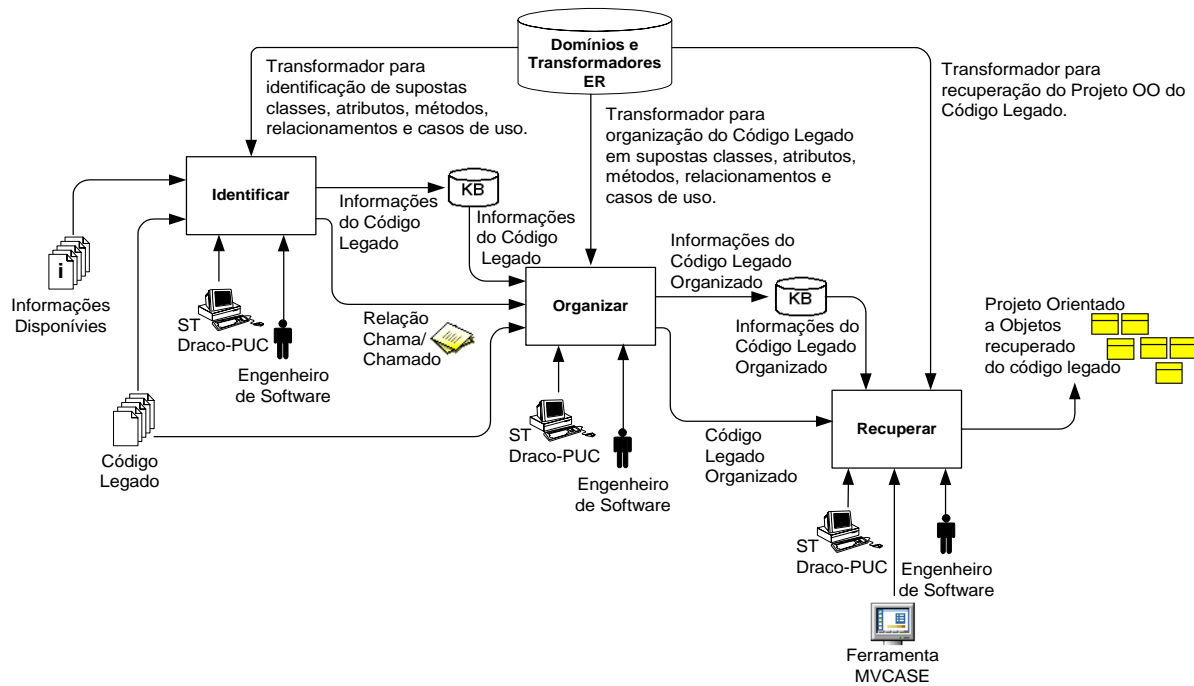 Domínios e
Transformadores
ER
Transformador para
identificação de supostas
classes, atributos, métodos,
relacionamentos e casos de uso.
Transformador para
organização do Código Legado
em supostas classes, atributos,
métodos, relacionamentos e
casos de uso.
Transformador para
recuperação do Projeto OO do
Código Legado.
Identificar
KB
Informações
do Código
Legado
Informações
do Código
Legado
i
Informações
Disponívies
ST
Draco-PUC
Engenheiro
de Software
Relação
Chama/
Chamado
Organizar
Informações do
Código Legado
Organizado
KB
Informações do
Código Legado
Organizado
Projeto Orientado
a Objetos
recuperado
do código legado
Código
Legado
ST
Draco-PUC
Engenheiro
de Software
Código
Legado
Organizado
Recuperar
ST
Draco-PUC
Engenheiro
de Software
Ferramenta
MVCASE